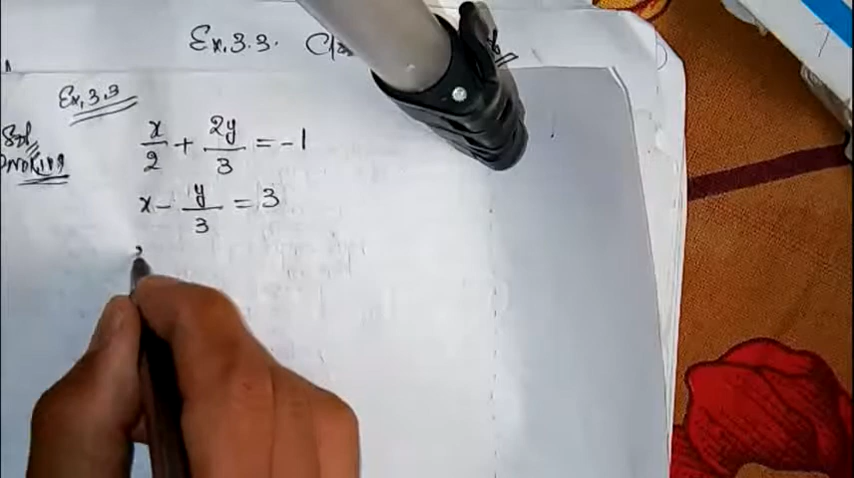 Ex.3.3.
Ex.3.3
Sol
x/2 + 2y/3 = -1
x - y/3 = 3